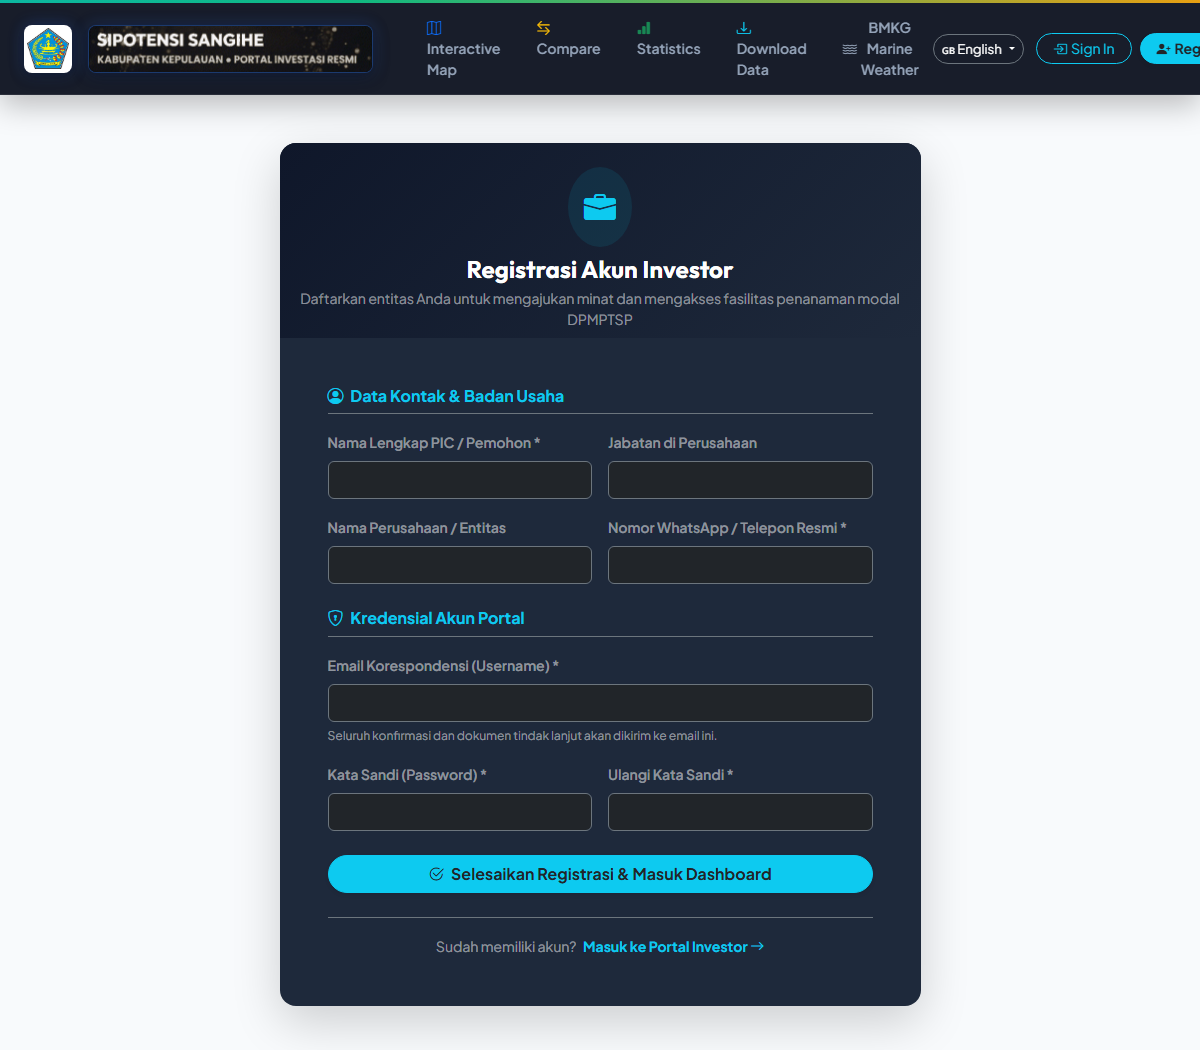 SIPOTENSI SANGIHE
KABUPATEN KEPULAUAN • PORTAL INVESTASI RESMI
Interactive Map
Compare
Statistics
Download Data
BMKG Marine Weather
GB English
Sign In
Reg
Registrasi Akun Investor
Daftarkan entitas Anda untuk mengajukan minat dan mengakses fasilitas penanaman modal
DPMPTSP
Data Kontak & Badan Usaha
Nama Lengkap PIC / Pemohon *
Jabatan di Perusahaan
Nama Perusahaan / Entitas
Nomor WhatsApp / Telepon Resmi *
Kredensial Akun Portal
Email Korespondensi (Username) *
Seluruh konfirmasi dan dokumen tindak lanjut akan dikirim ke email ini.
Kata Sandi (Password) *
Ulangi Kata Sandi *
Selesaikan Registrasi & Masuk Dashboard
Sudah memiliki akun? Masuk ke Portal Investor →